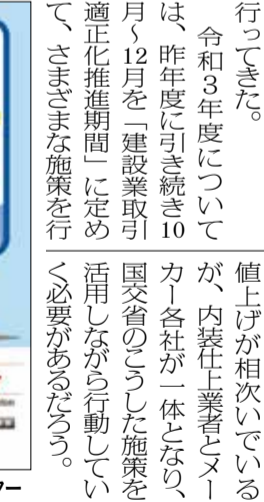 行ってきた。
　令和３年度について
は、昨年度に引き続き10
月～12月を「建設業取引
適正化推進期間」に定め
て、さまざまな施策を行
値上げが相次いでいる
が、内装仕上業者とメー
カー各社が一体となり、
国交省のこうした施策を
活用しながら行動してい
く必要があるだろう。